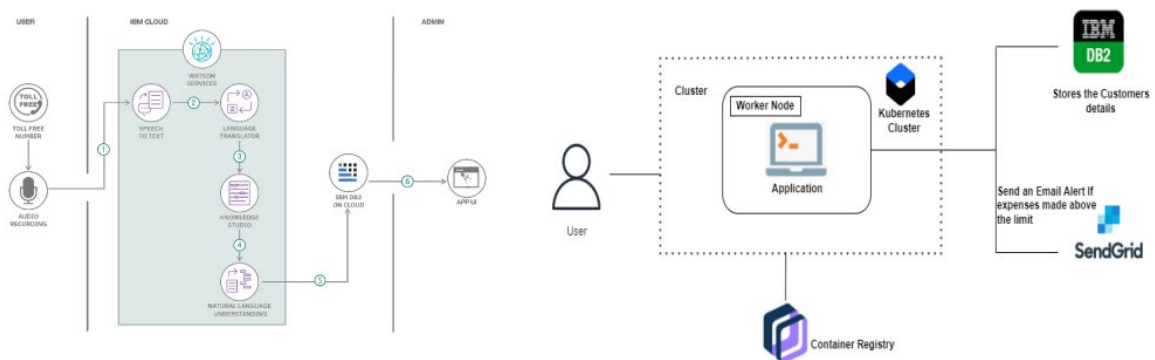 USER
IBM CLOUD
ADMIN
WATSON
SERVICES
TOLL
FREE
TOLL FREE
NUMBER
1
SPEECH
TO TEXT
2
LANGUAGE
TRANSLATOR
3
KNOWLEDGE
STUDIO
4
NATURAL LANGUAGE
UNDERSTANDING
5
IBM DB2
ON CLOUD
6
APP UI
AUDIO
RECORDING
User
Cluster
Worker Node
Application
Kubernetes
Cluster
Container Registry
IBM
DB2
Stores the Customers
details
Send an Email Alert If
expenses made above
the limit
SendGrid